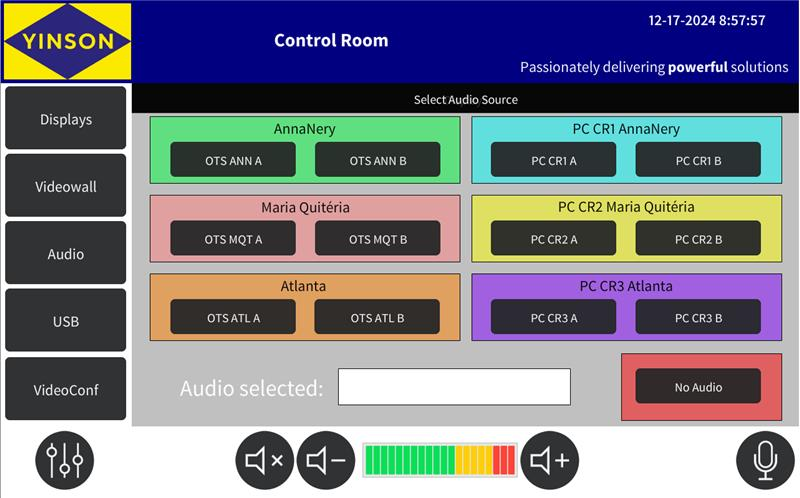 YINSON
12-17-2024 8:57:57
Control Room
Passionately delivering powerful solutions
Select Audio Source
Displays
Videowall
Audio
USB
VideoConf
AnnaNery
OTS ANN A
OTS ANN B
PC CR1 AnnaNery
PC CR1 A
PC CR1 B
Maria Quitéria
OTS MQT A
OTS MQT B
PC CR2 Maria Quitéria
PC CR2 A
PC CR2 B
Atlanta
OTS ATL A
OTS ATL B
PC CR3 Atlanta
PC CR3 A
PC CR3 B
Audio selected:
No Audio